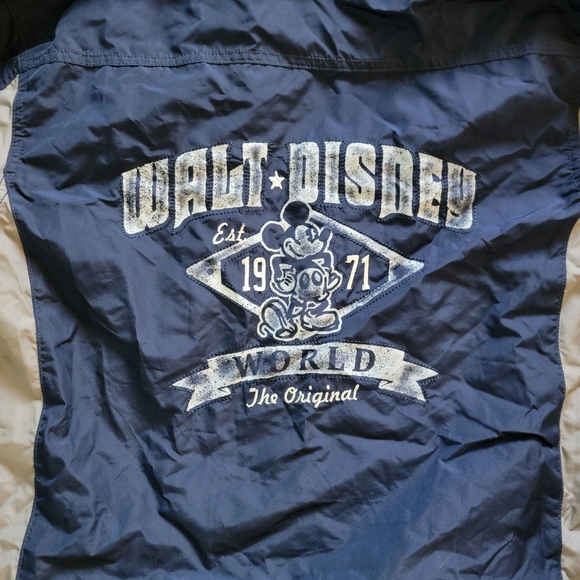 WALT ★ DISNEY
Est.
19 71
WORLD
The Original